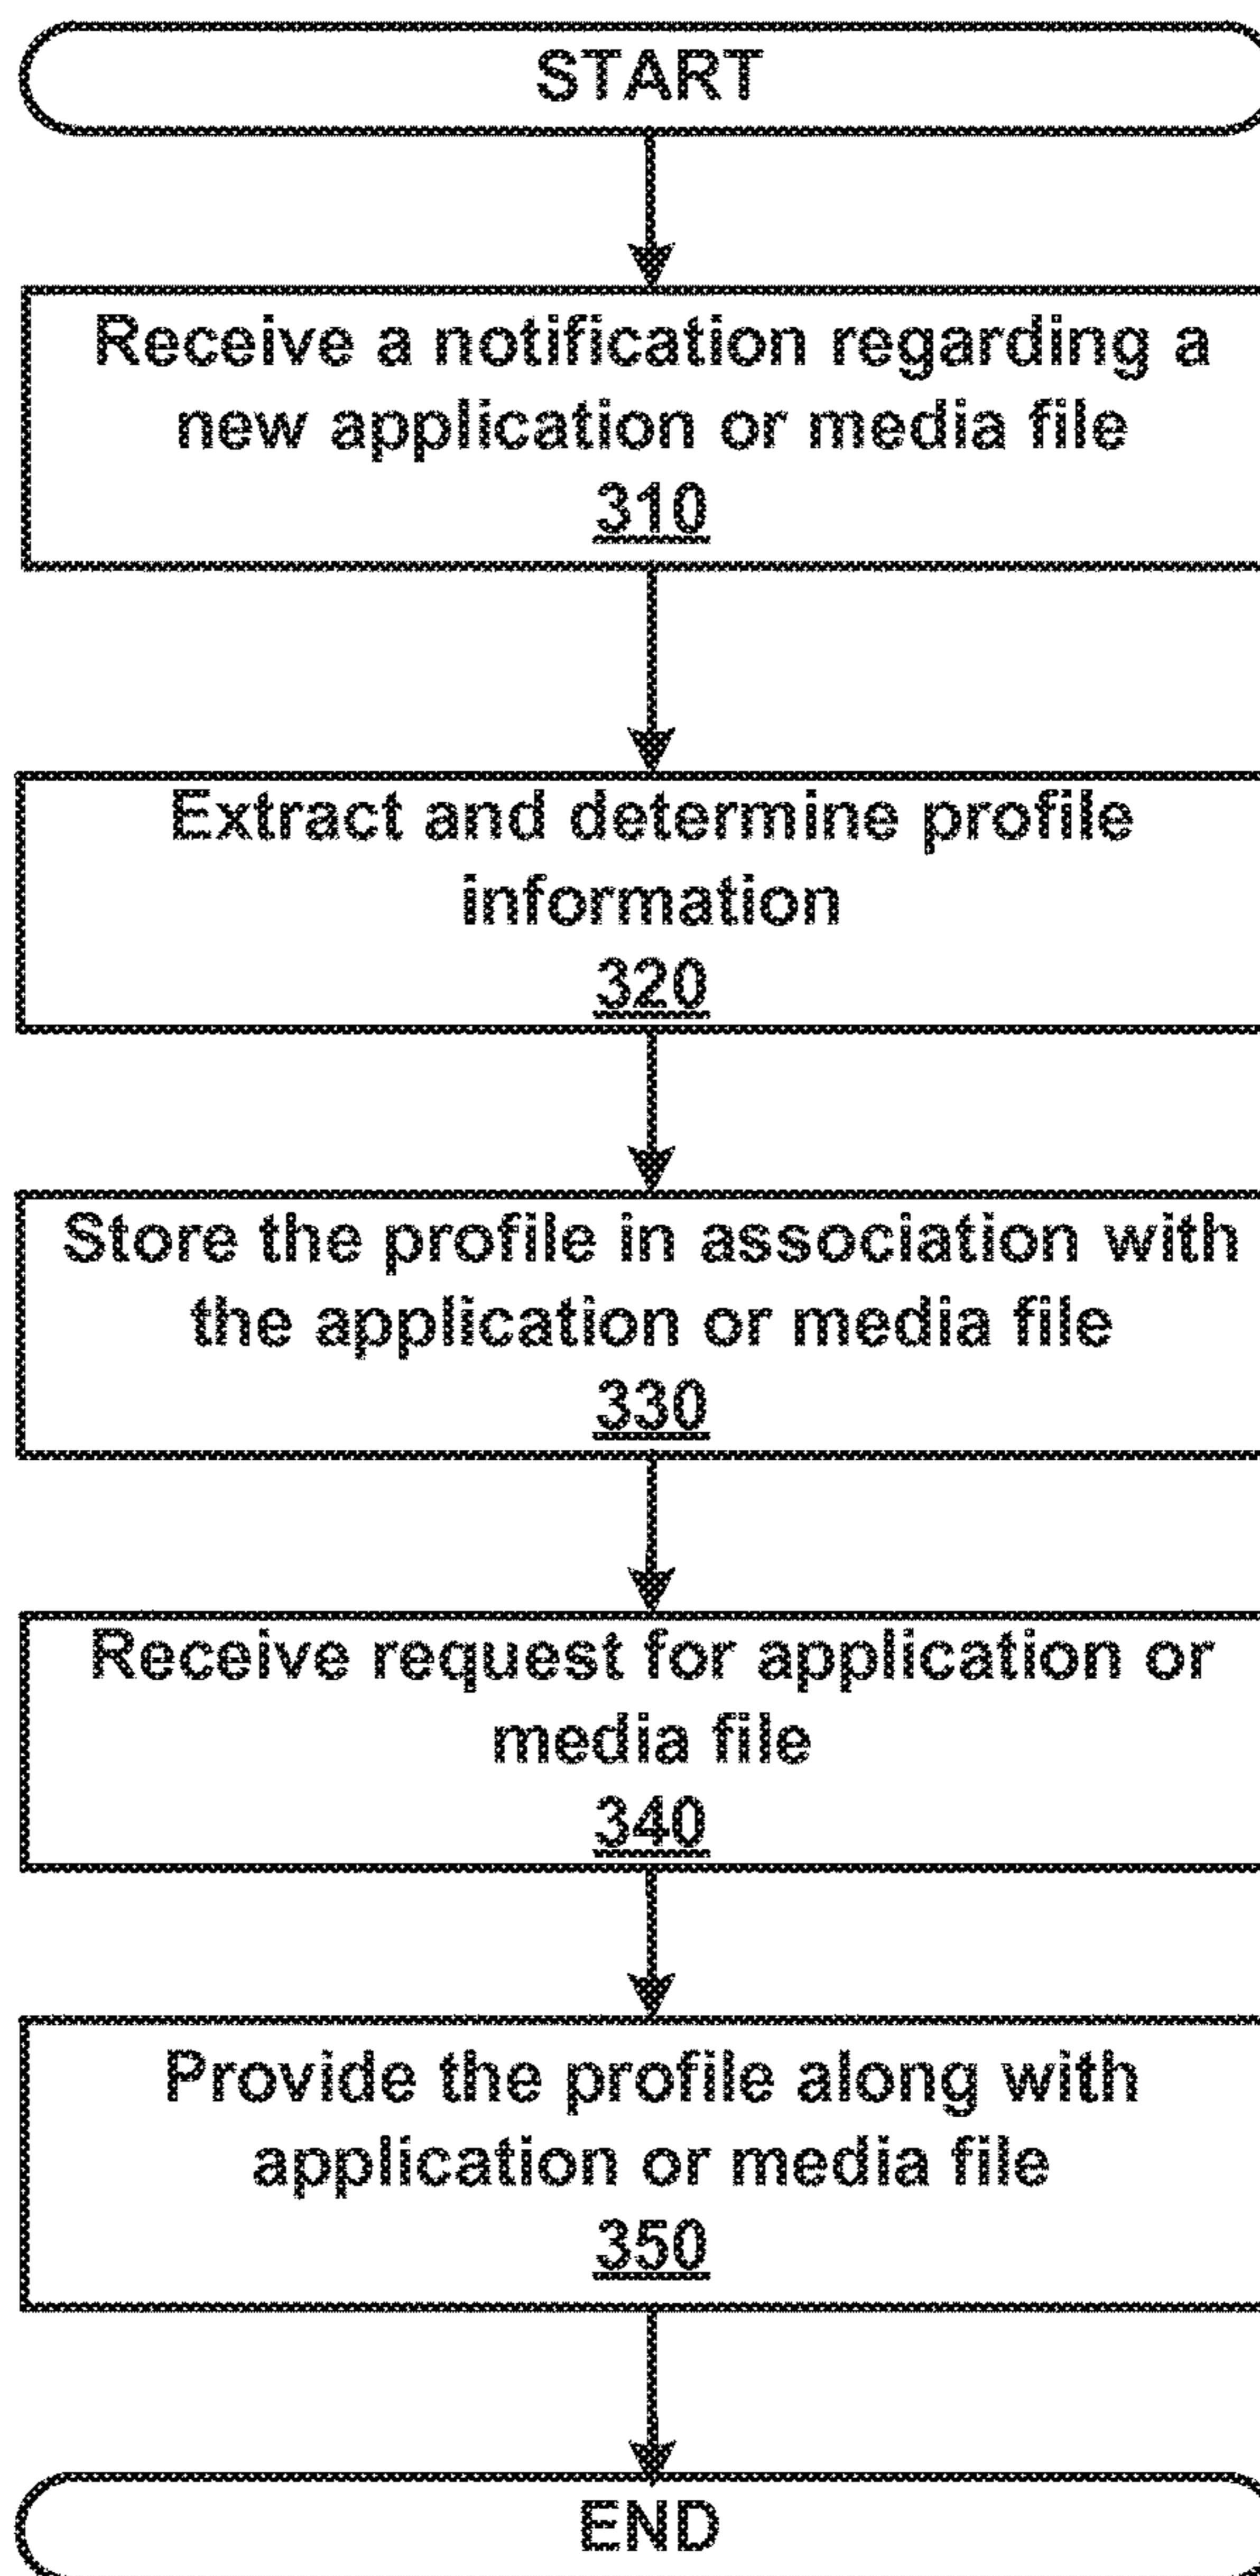 START
Receive a notification regarding a
new application or media file
310
Extract and determine profile
information
320
Store the profile in association with
the application or media file
330
Receive request for application or
media file
340
Provide the profile along with
application or media file
350
END